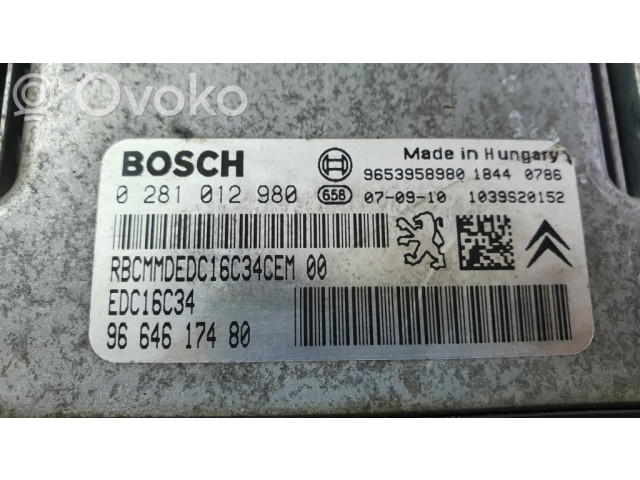 Ovoko
BOSCH
Made in Hungary
9653958980 1844 0786
0 281 012 980 658 07-09-10 1039S20152
RBCMMDEDC16C34CEM 00
EDC16C34
96 646 174 80